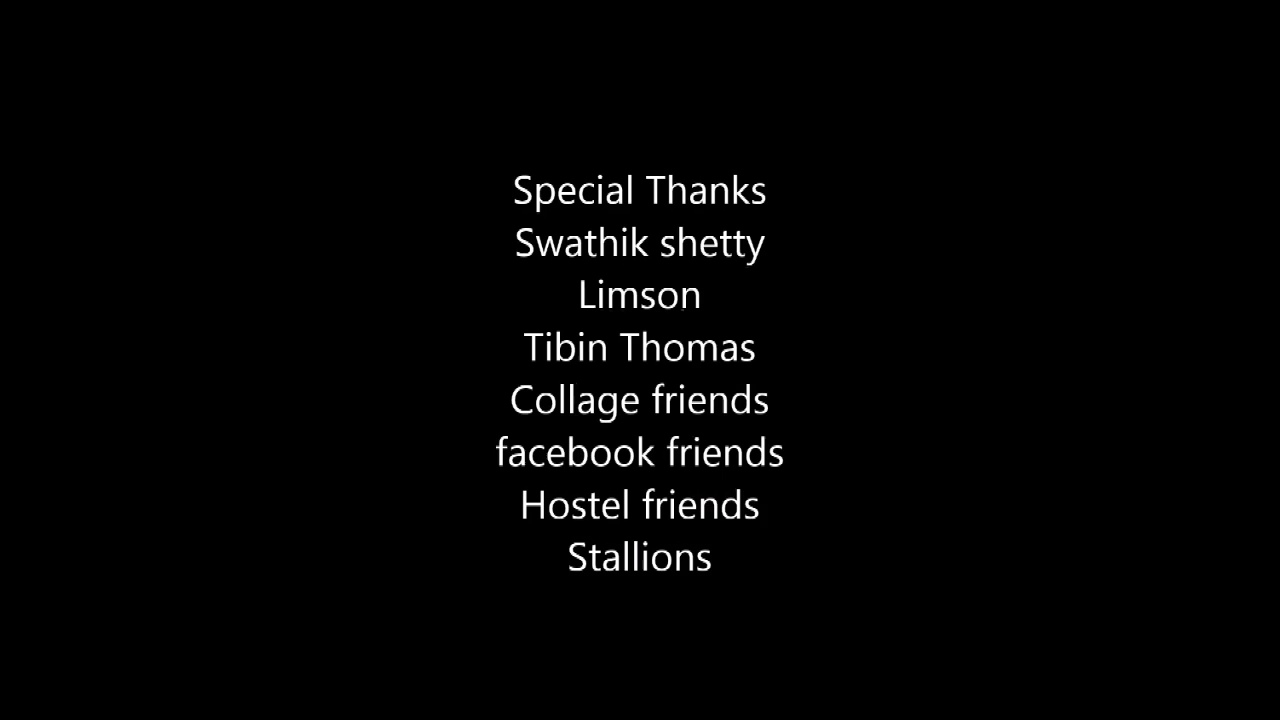 Special Thanks
Swathik shetty
Limson
Tibin Thomas
Collage friends
facebook friends
Hostel friends
Stallions